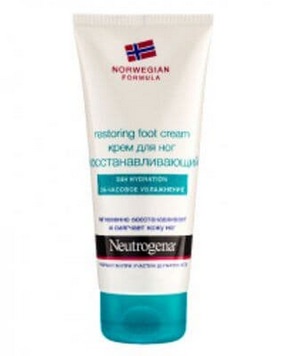 NORWEGIAN
FORMULA
restoring foot cream
крем для ног
восстанавливающий
24H HYDRATION
24-ЧАСОВОЕ УВЛАЖНЕНИЕ
мгновенно восстанавливает
и смягчает кожу ног
Neutrogena